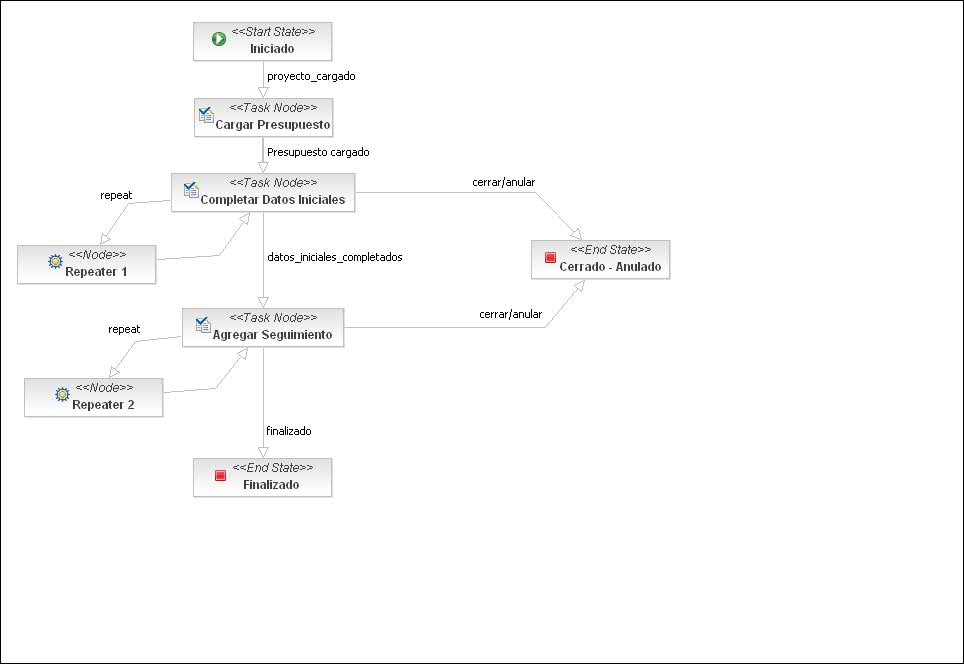 <<Start State>>
Iniciado
proyecto_cargado
<<Task Node>>
Cargar Presupuesto
Presupuesto cargado
<<Task Node>>
Completar Datos Iniciales
cerrar/anular
repeat
<<Node>>
Repeater 1
datos_iniciales_completados
<<End State>>
Cerrado - Anulado
<<Task Node>>
Agregar Seguimiento
cerrar/anular
repeat
<<Node>>
Repeater 2
finalizado
<<End State>>
Finalizado